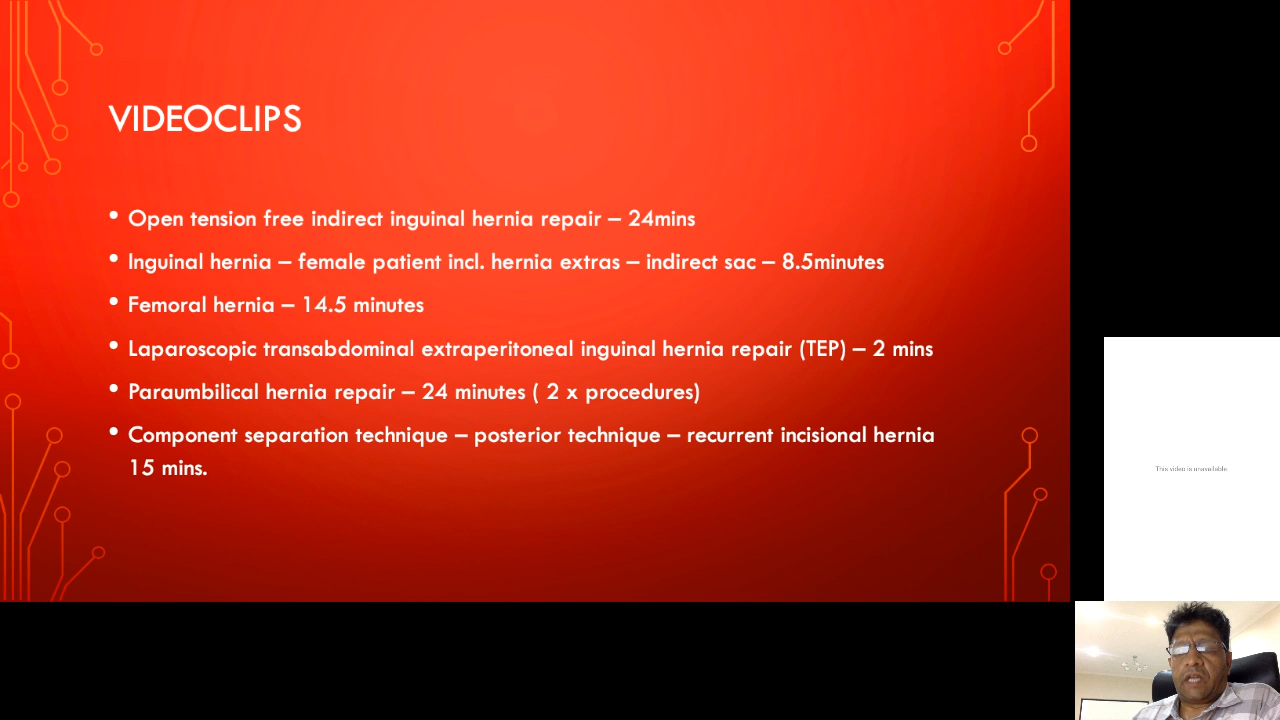 VIDEOCLIPS
• Open tension free indirect inguinal hernia repair – 24mins
• Inguinal hernia – female patient incl. hernia extras – indirect sac – 8.5minutes
• Femoral hernia – 14.5 minutes
• Laparoscopic transabdominal extraperitoneal inguinal hernia repair (TEP) – 2 mins
• Paraumbilical hernia repair – 24 minutes ( 2 x procedures)
• Component separation technique – posterior technique – recurrent incisional hernia
15 mins.
This video is unavailable